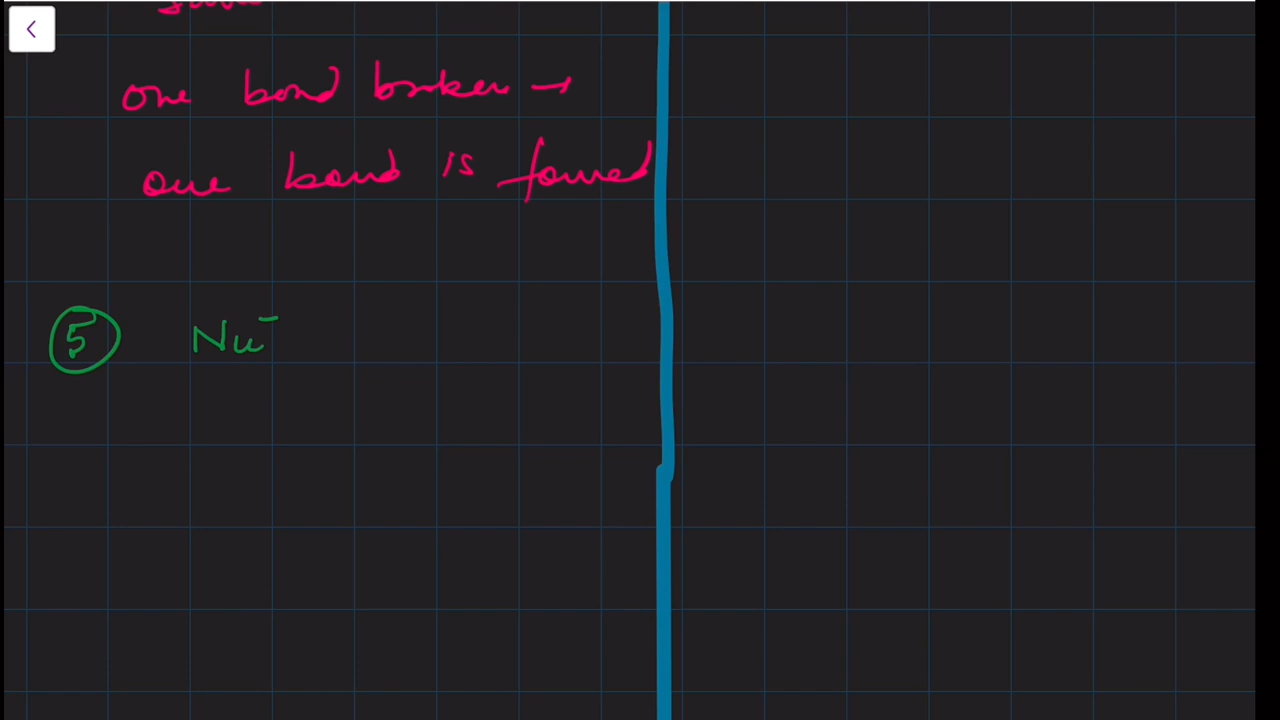 one bond broken →
one bond is formed
⑤ Nu⁻